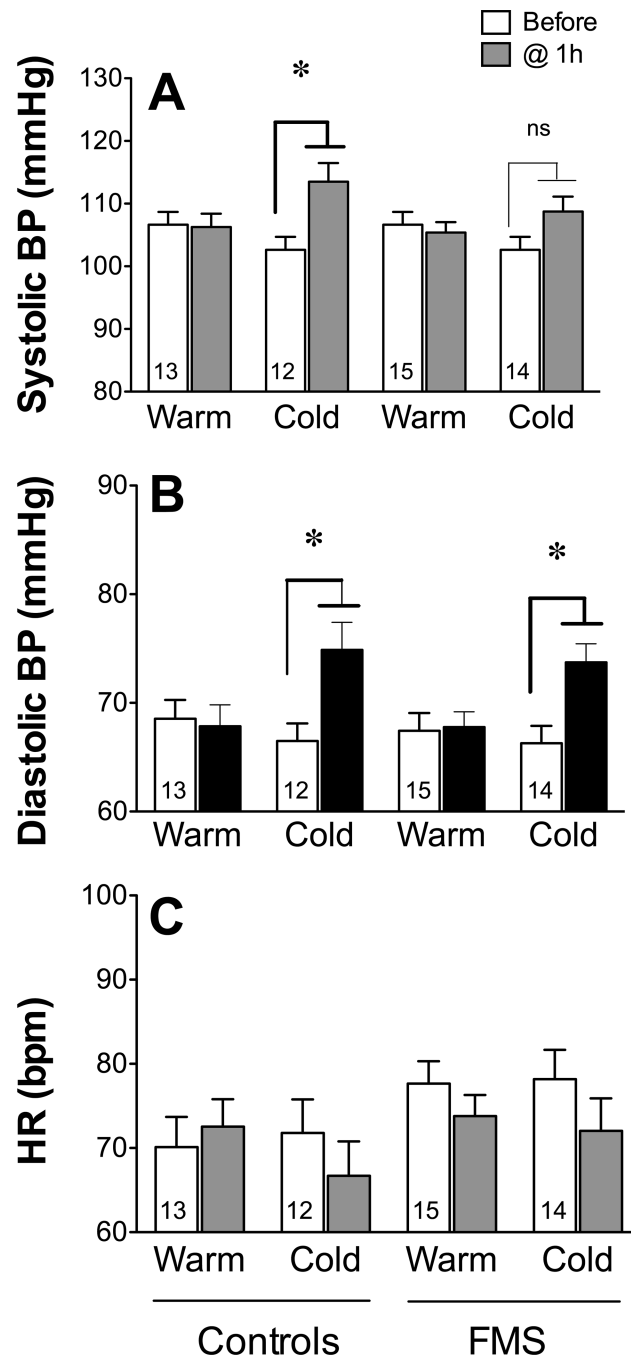 Before
@ 1h
A
Systolic BP (mmHg)
130
120
110
100
90
80
*
ns
13
12
15
14
Warm
Cold
Warm
Cold
B
Diastolic BP (mmHg)
90
80
70
60
*
*
13
12
15
14
Warm
Cold
Warm
Cold
C
HR (bpm)
100
90
80
70
60
13
12
15
14
Warm
Cold
Warm
Cold
Controls
FMS